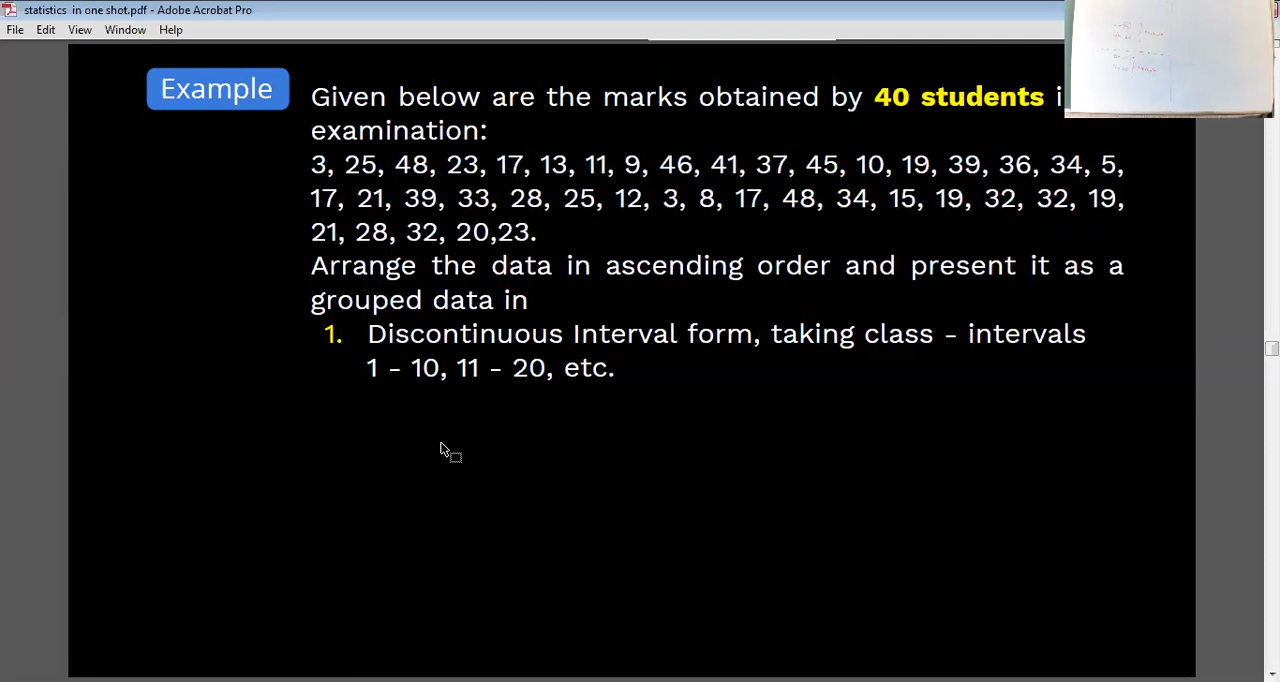 statistics in one shot.pdf - Adobe Acrobat Pro
File Edit View Window Help
Example
Given below are the marks obtained by 40 students
examination:
3, 25, 48, 23, 17, 13, 11, 9, 46, 41, 37, 45, 10, 19, 39, 36, 34, 5,
17, 21, 39, 33, 28, 25, 12, 3, 8, 17, 48, 34, 15, 19, 32, 32, 19,
21, 28, 32, 20,23.
Arrange the data in ascending order and present it as a
grouped data in
1. Discontinuous Interval form, taking class - intervals
1 - 10, 11 - 20, etc.